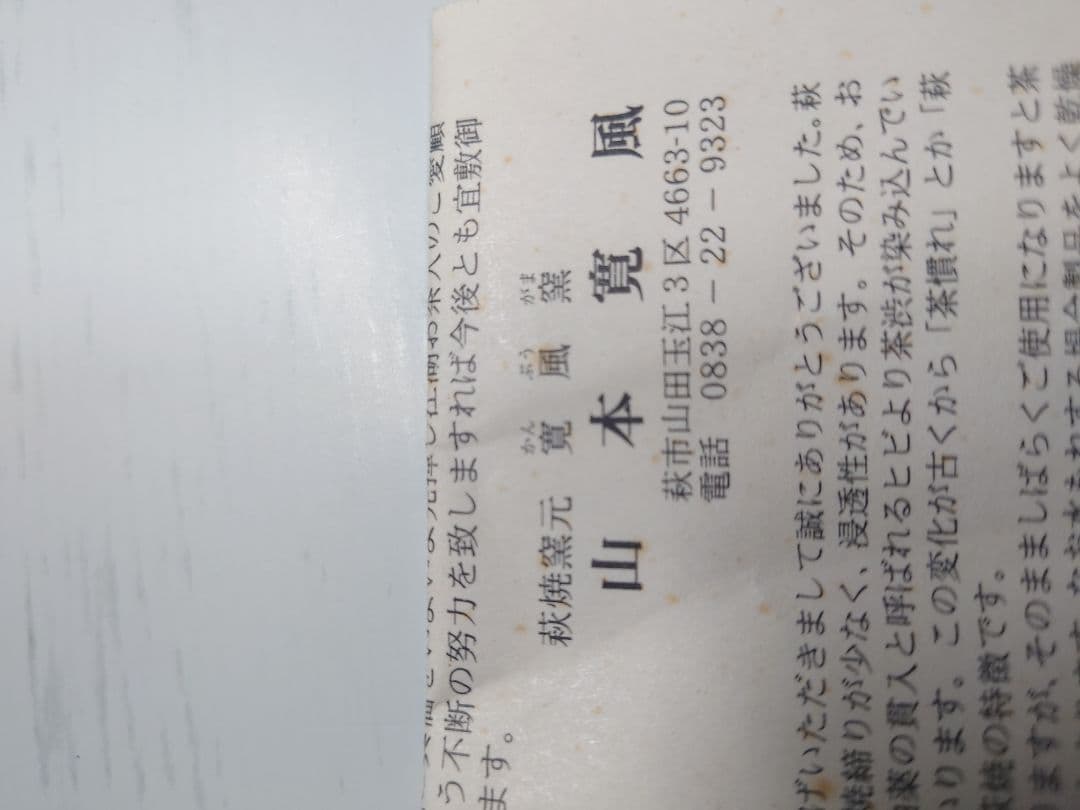 う不断の努力を致しますれば今後とも宜敷御
ます。
萩焼窯元 寛風窯
かん ぶう がま
山本寛風
萩市山田玉江3区4663-10
電話 0838-22-9323
いただきまして誠にありがとうございました。萩
焼締りが少なく、浸透性があります。そのため、お
薬の貫入と呼ばれるヒビより茶渋が染み込んでい
ります。この変化が古くから「茶慣れ」とか「萩
焼の特徴です。
ますが、そのまましばらくご使用になりますと茶